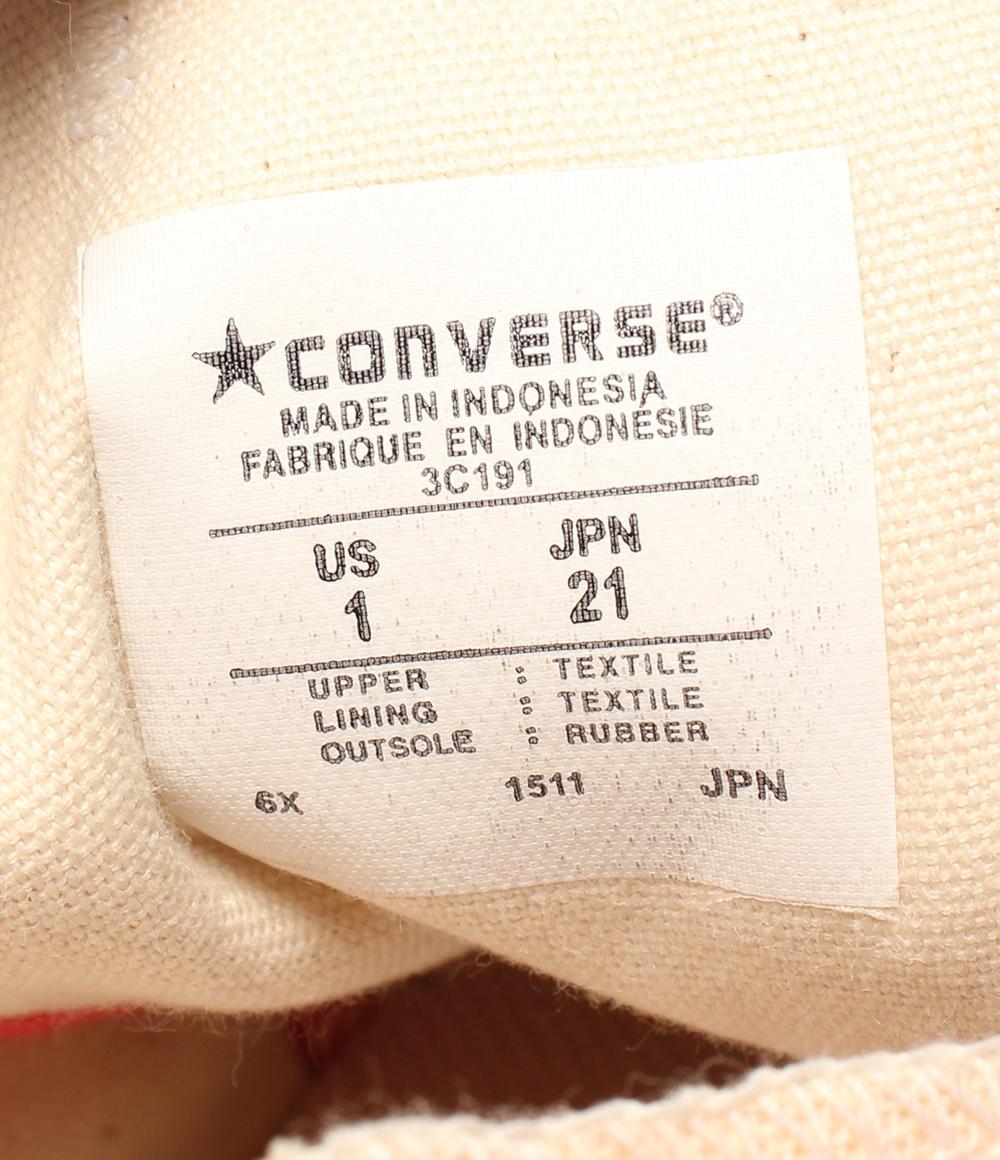 CONVERSE®
MADE IN INDONESIA
FABRIQUE EN INDONESIE
3C191
US JPN
1 21
UPPER : TEXTILE
LINING : TEXTILE
OUTSOLE : RUBBER
6X 1511 JPN